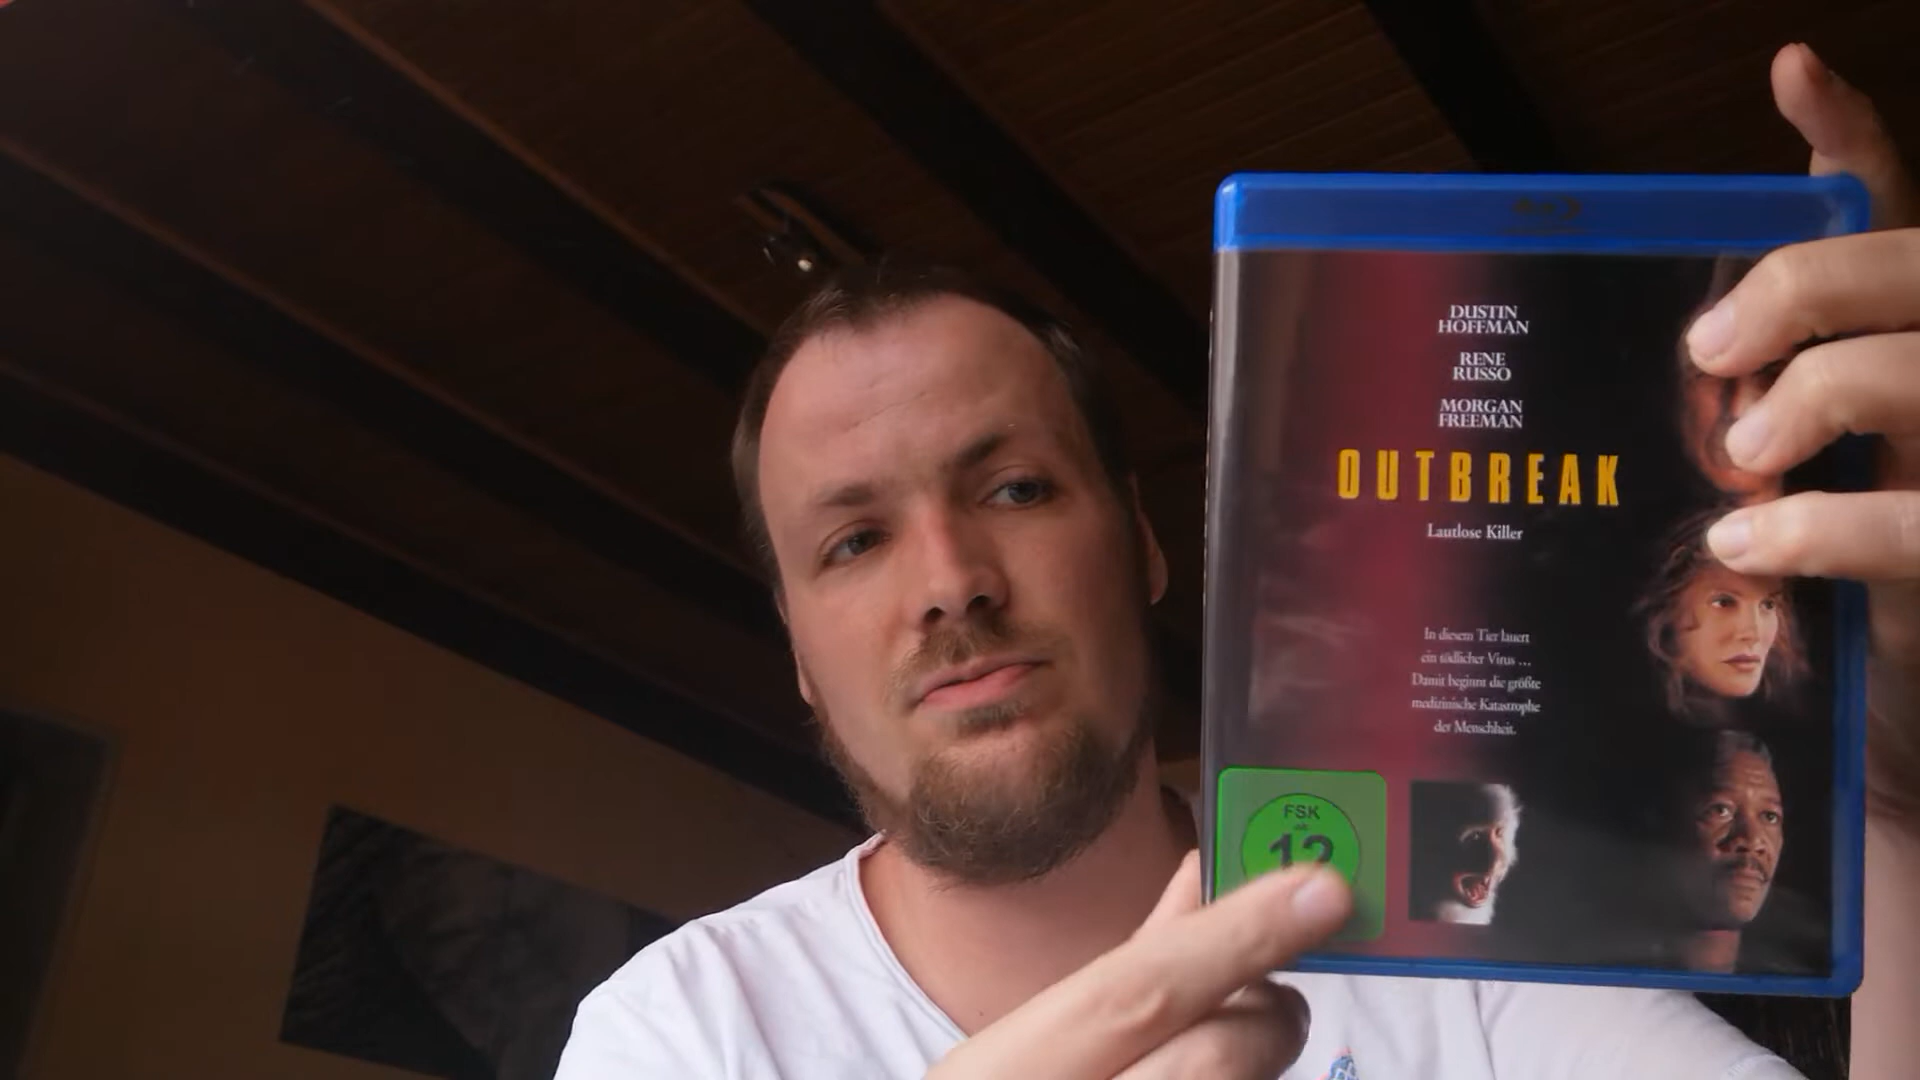 DUSTIN
HOFFMAN
RENE
RUSSO
MORGAN
FREEMAN
OUTBREAK
Lautlose Killer
In diesem Tier lauert
ein tödlicher Virus ...
Damit beginnt die größte
medizinische Katastrophe
der Menschheit.
FSK
ab
12